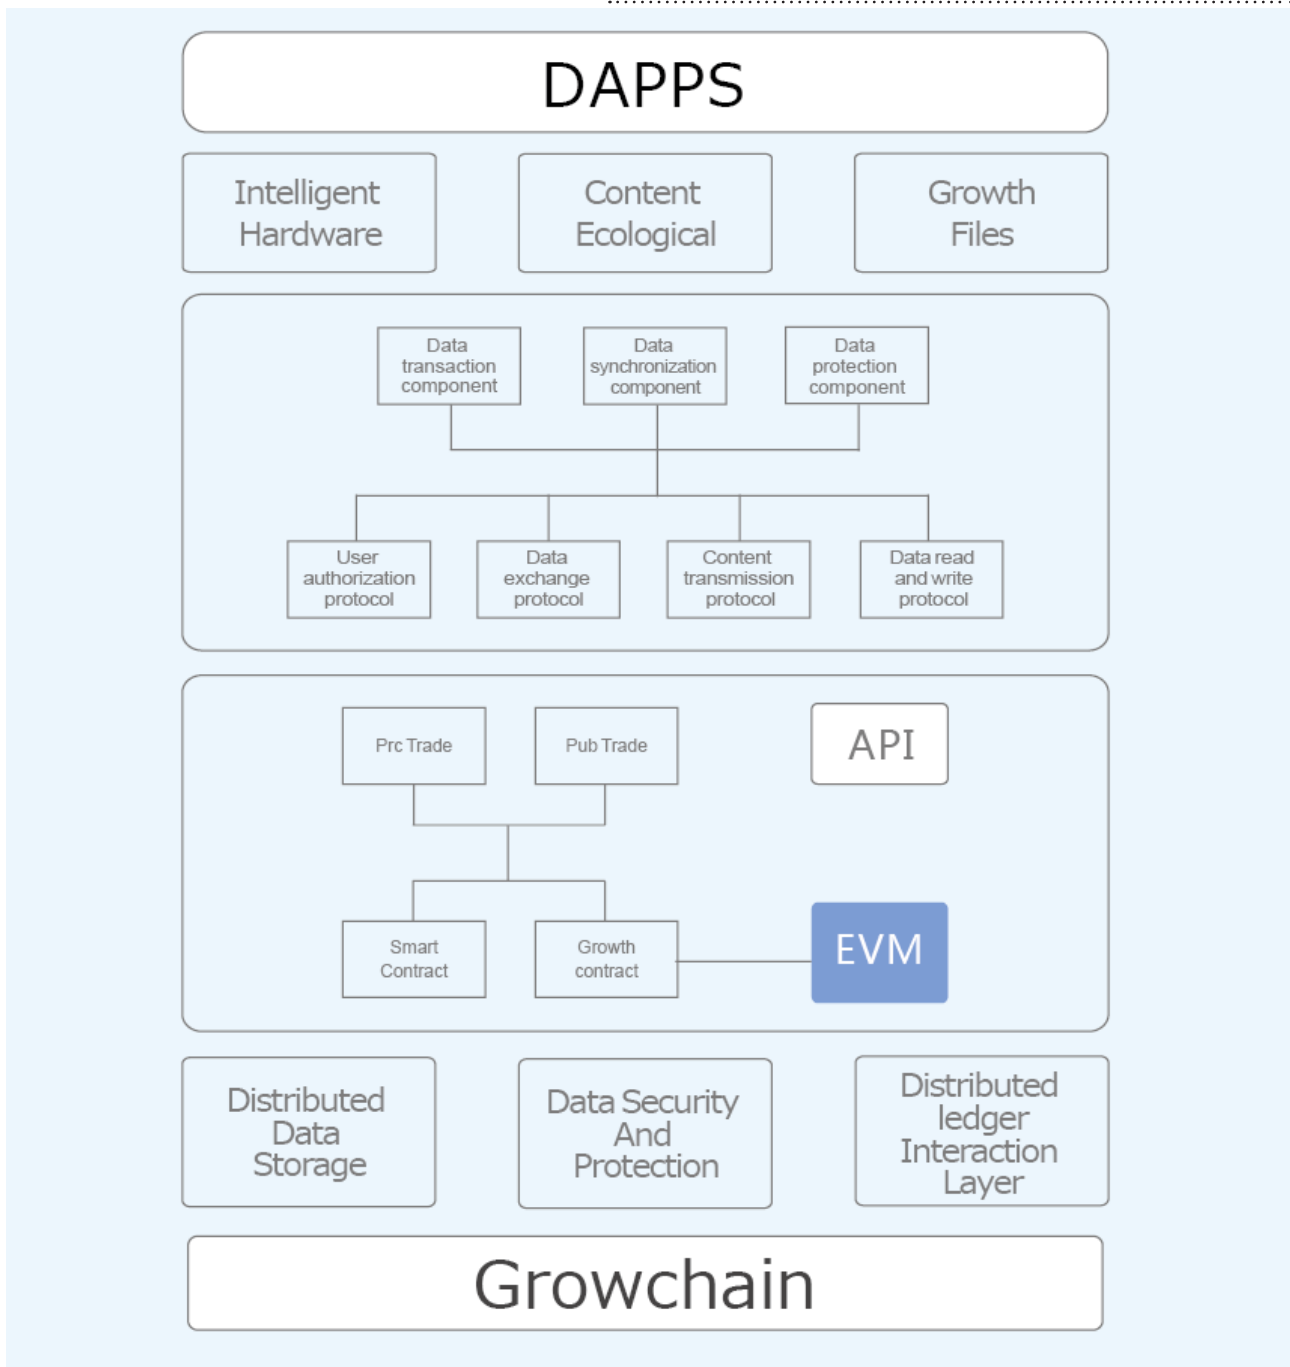 DAPPS
Intelligent
Hardware
Content
Ecological
Growth
Files
Data
transaction
component
Data
synchronization
component
Data
protection
component
User
authorization
protocol
Data
exchange
protocol
Content
transmission
protocol
Data read
and write
protocol
Prc Trade
Pub Trade
API
Smart
Contract
Growth
contract
EVM
Distributed
Data
Storage
Data Security
And
Protection
Distributed
ledger
Interaction
Layer
Growchain